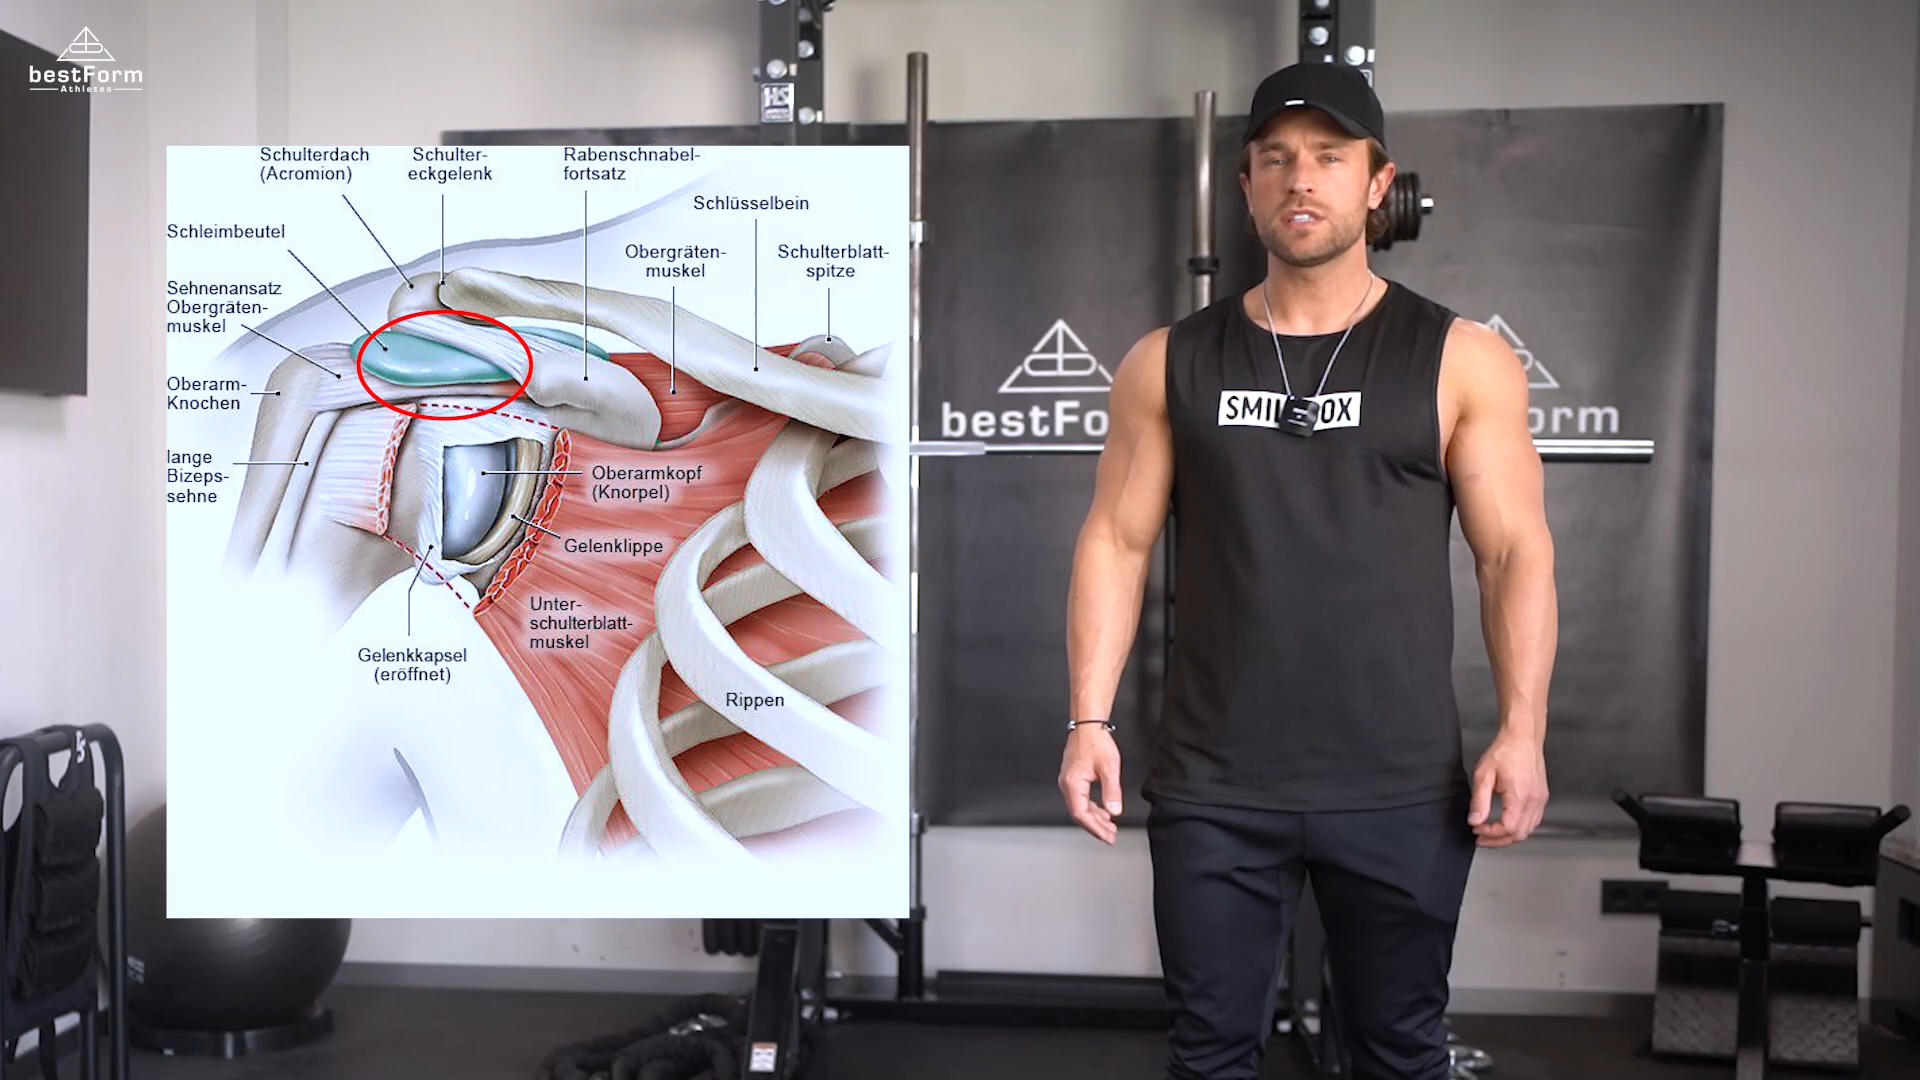 bestForm
Athletes
HS
Schulterdach
(Acromion)
Schulter-
eckgelenk
Rabenschnabel-
fortsatz
Schlüsselbein
Schleimbeutel
Obergräten-
muskel
Schulterblatt-
spitze
Sehnenansatz
Obergräten-
muskel
Oberarm-
Knochen
lange
Bizeps-
sehne
Oberarmkopf
(Knorpel)
Gelenklippe
Unter-
schulterblatt-
muskel
Gelenkkapsel
(eröffnet)
Rippen
bestFo
orm
SMIL OX